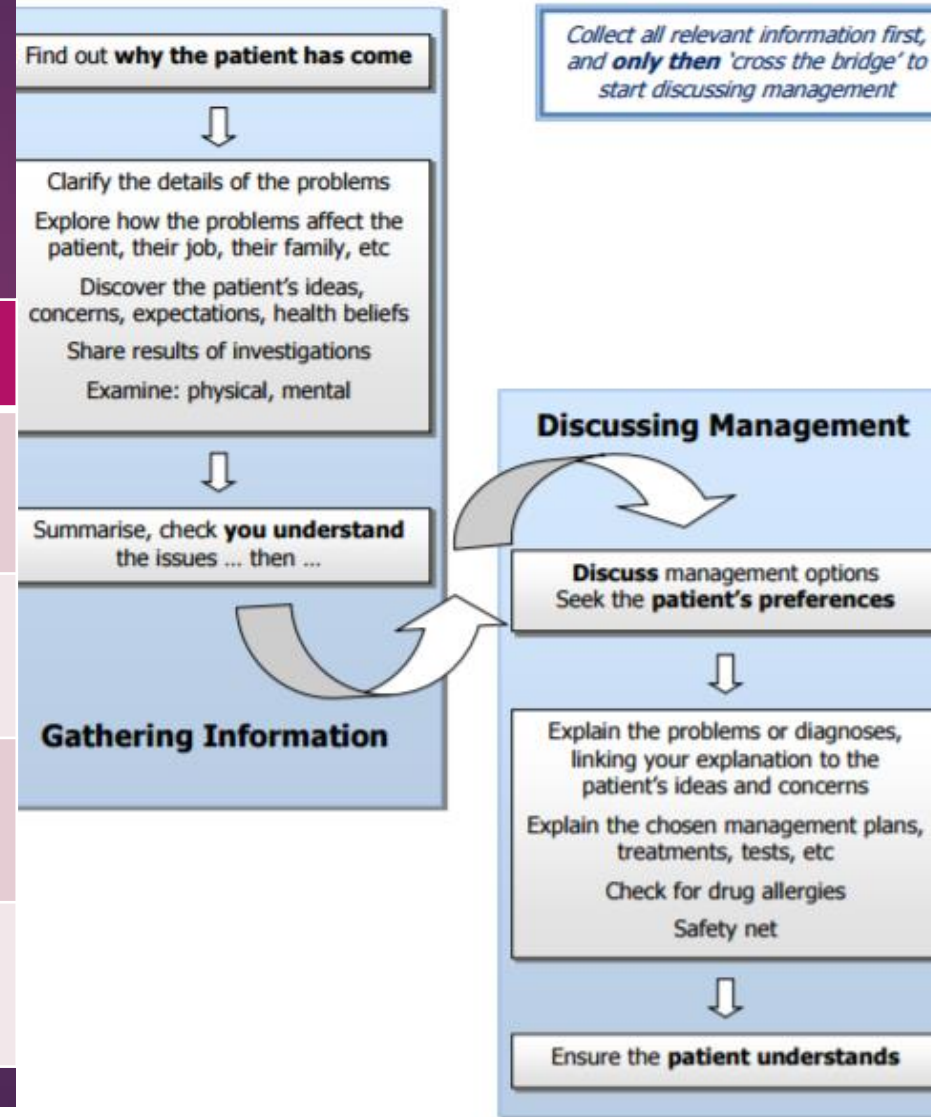 Find out why the patient has come
Clarify the details of the problems
Explore how the problems affect the
patient, their job, their family, etc
Discover the patient's ideas,
concerns, expectations, health beliefs
Share results of investigations
Examine: physical, mental
Summarise, check you understand
the issues ... then ...
Gathering Information
Collect all relevant information first,
and only then 'cross the bridge' to
start discussing management
Discussing Management
Discuss management options
Seek the patient's preferences
Explain the problems or diagnoses,
linking your explanation to the
patient's ideas and concerns
Explain the chosen management plans,
treatments, tests, etc
Check for drug allergies
Safety net
Ensure the patient understands